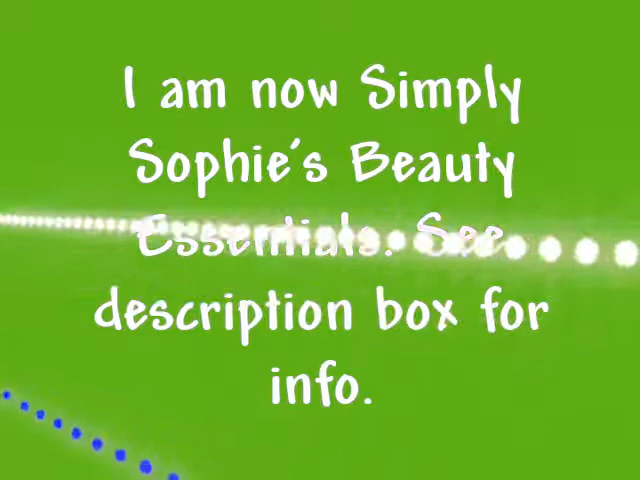 I am now Simply
Sophie's Beauty
Essentials. See
description box for
info.